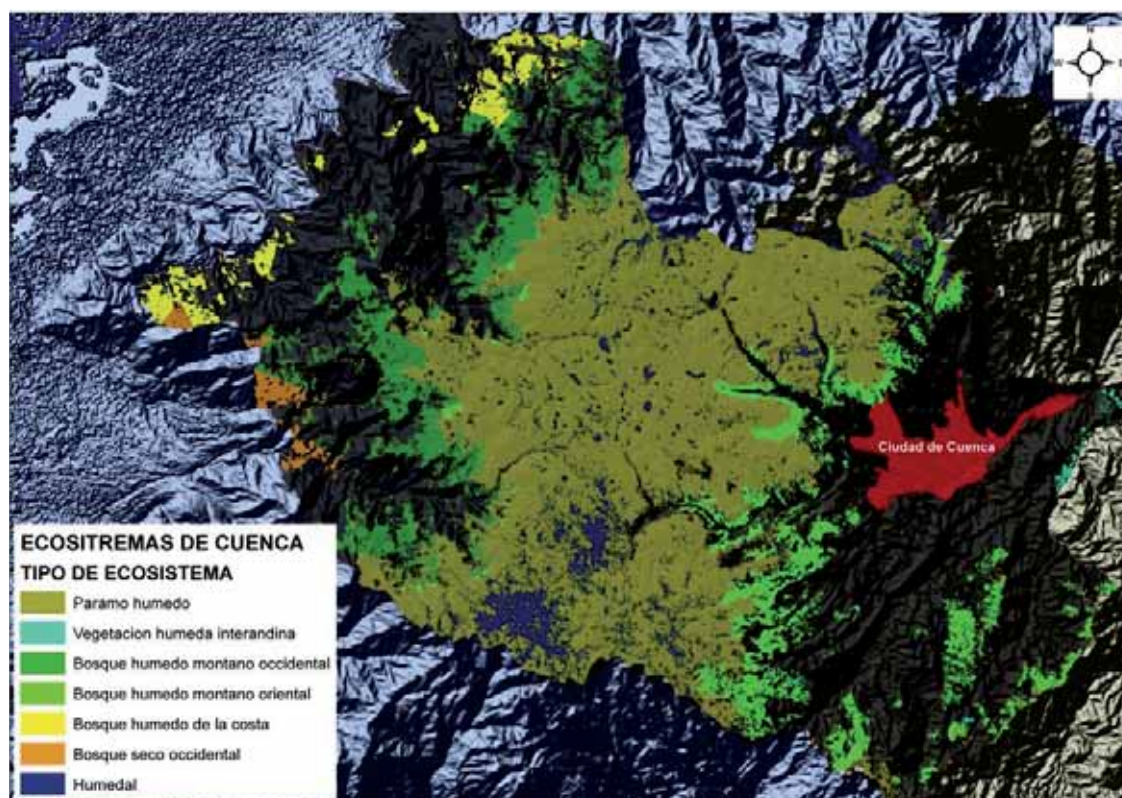 N
W
E
Ciudad de Cuenca
ECOSITREMAS DE CUENCA
TIPO DE ECOSISTEMA
Paramo humedo
Vegetacion humeda interandina
Bosque humedo montano occidental
Bosque humedo montano oriental
Bosque humedo de la costa
Bosque seco occidental
Humedal